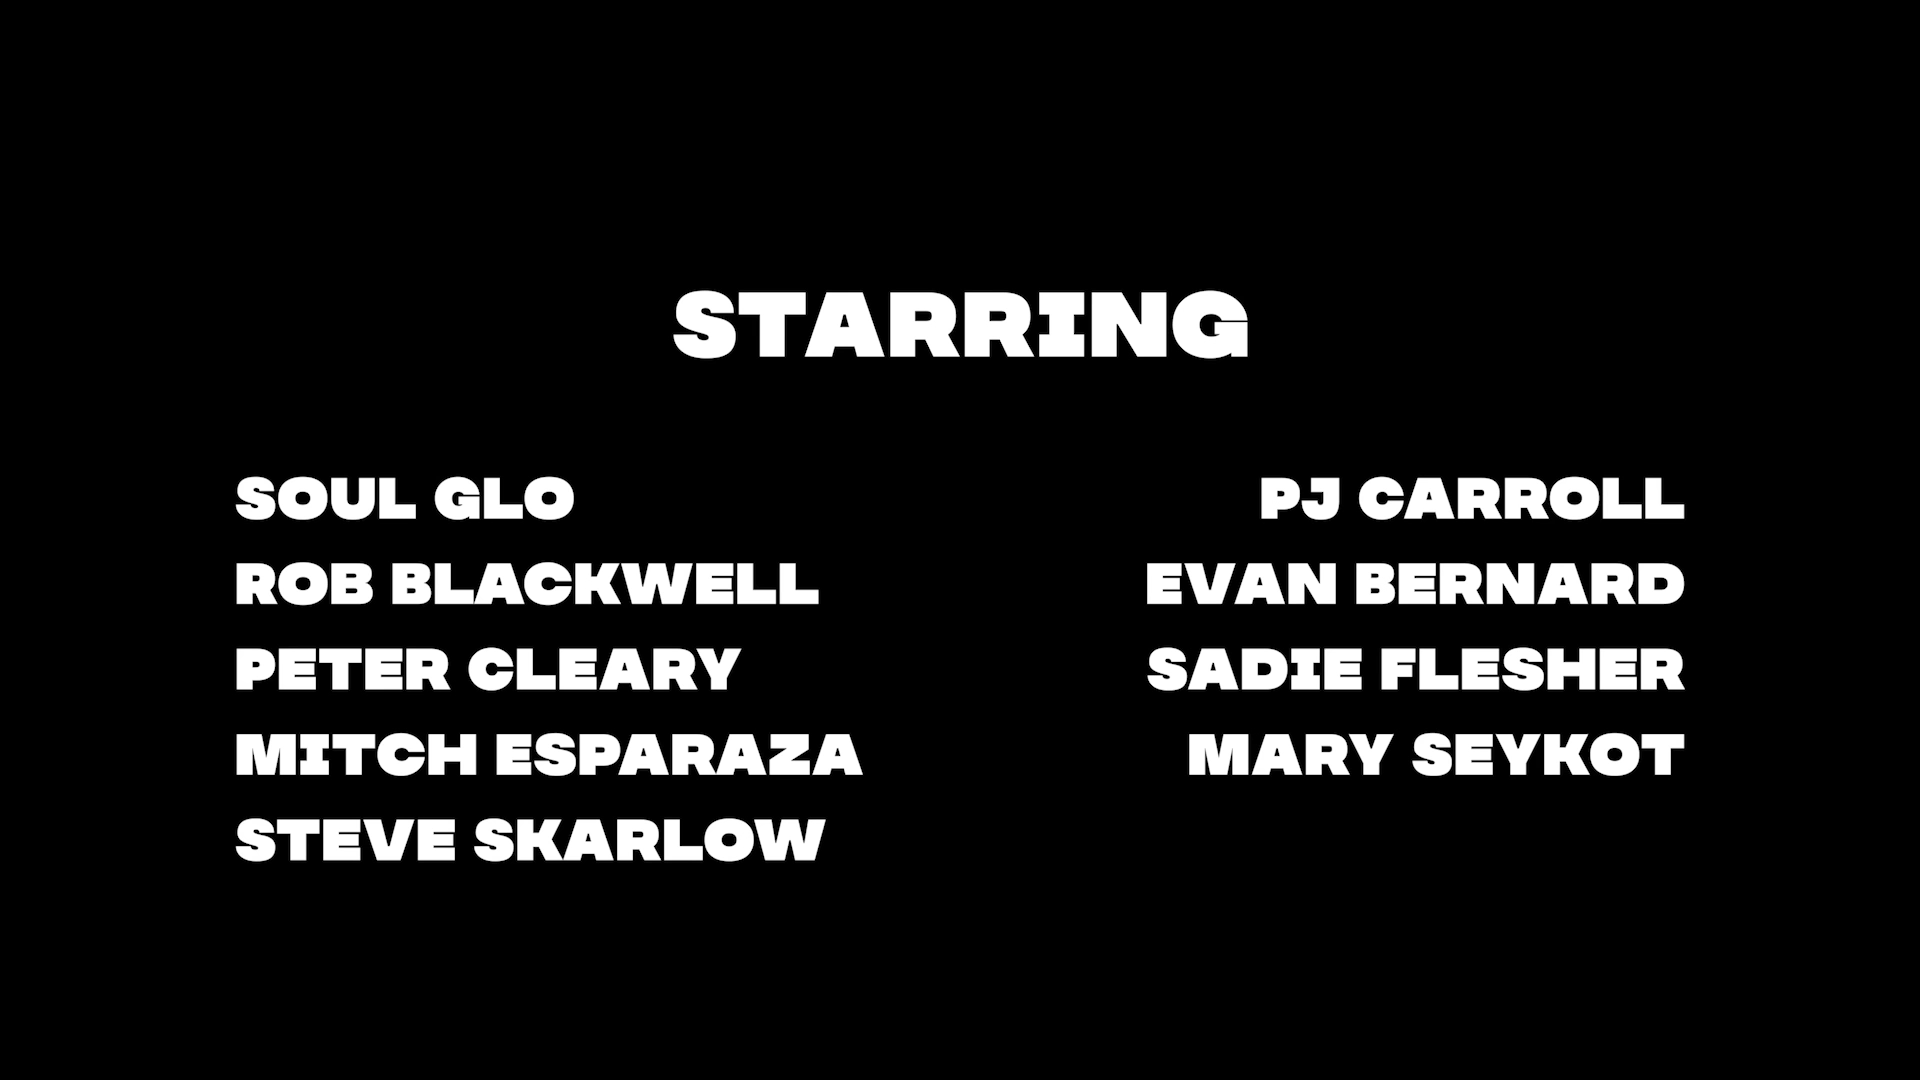 STARRING
SOUL GLO
ROB BLACKWELL
PETER CLEARY
MITCH ESPARAZA
STEVE SKARLOW
PJ CARROLL
EVAN BERNARD
SADIE FLESHER
MARY SEYKOT